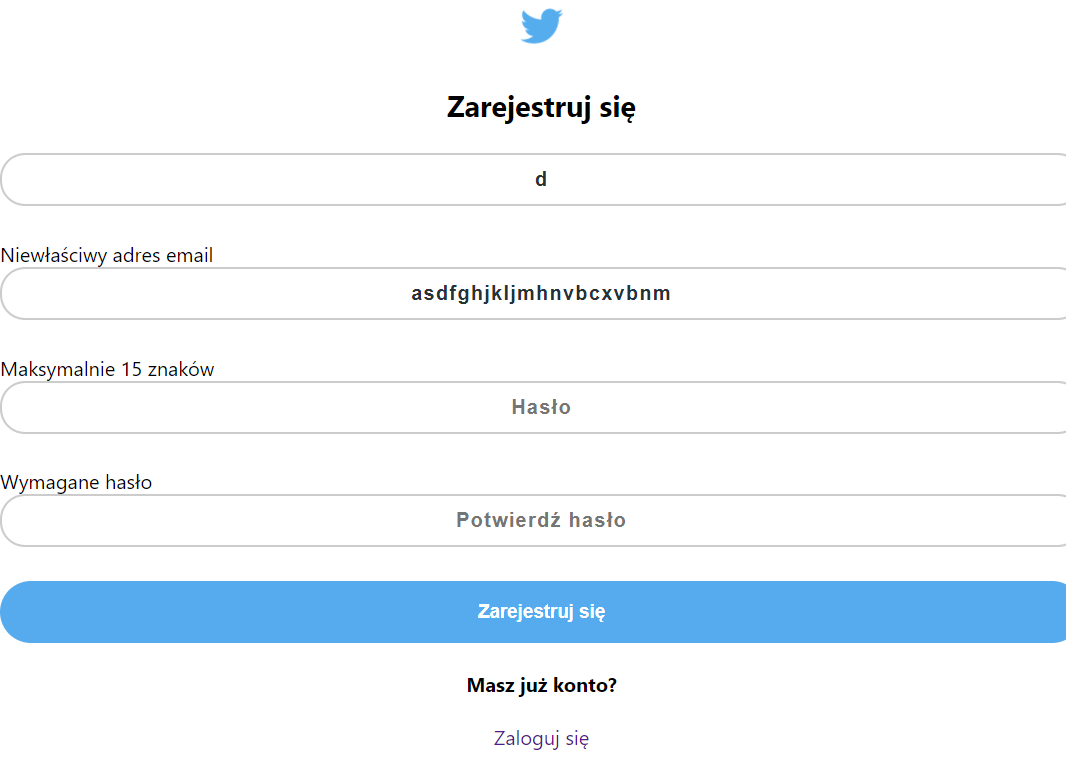 Zarejestruj się
d
Niewłaściwy adres email
asdfghjkljmhnvbcxvbnm
Maksymalnie 15 znaków
Hasło
Wymagane hasło
Potwierdź hasło
Zarejestruj się
Masz już konto?
Zaloguj się